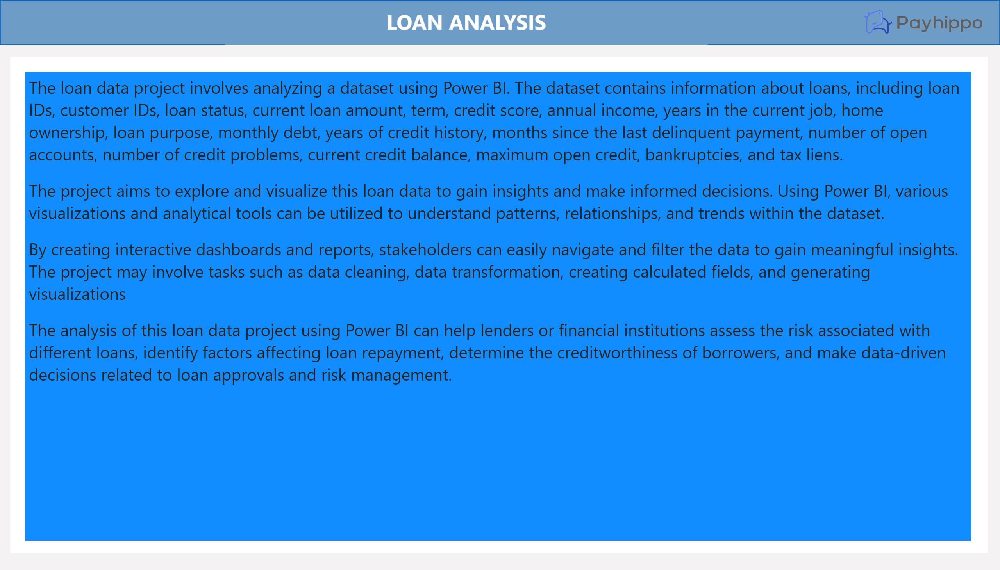 LOAN ANALYSIS
Payhippo
The loan data project involves analyzing a dataset using Power BI. The dataset contains information about loans, including loan
IDs, customer IDs, loan status, current loan amount, term, credit score, annual income, years in the current job, home
ownership, loan purpose, monthly debt, years of credit history, months since the last delinquent payment, number of open
accounts, number of credit problems, current credit balance, maximum open credit, bankruptcies, and tax liens.
The project aims to explore and visualize this loan data to gain insights and make informed decisions. Using Power BI, various
visualizations and analytical tools can be utilized to understand patterns, relationships, and trends within the dataset.
By creating interactive dashboards and reports, stakeholders can easily navigate and filter the data to gain meaningful insights.
The project may involve tasks such as data cleaning, data transformation, creating calculated fields, and generating
visualizations
The analysis of this loan data project using Power BI can help lenders or financial institutions assess the risk associated with
different loans, identify factors affecting loan repayment, determine the creditworthiness of borrowers, and make data-driven
decisions related to loan approvals and risk management.